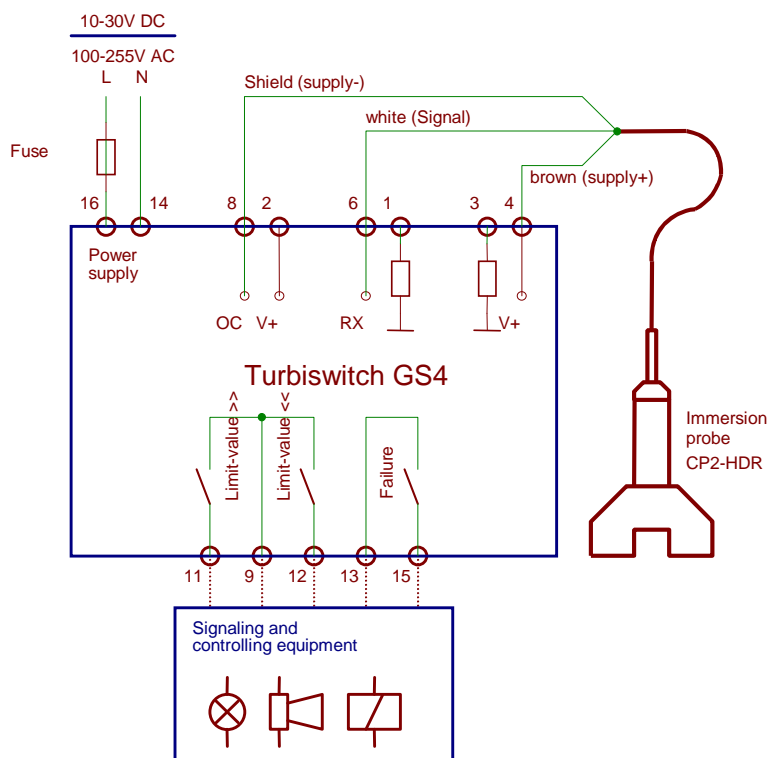 10-30V DC
100-255V AC
L N
Shield (supply-)
white (Signal)
brown (supply+)
Fuse
16 14 8 2 6 1 3 4
Power
supply
OC V+ RX V+
Turbiswitch GS4
Limit-value >>
Limit-value <<
Failure
Immersion
probe
CP2-HDR
11 9 12 13 15
Signaling and
controlling equipment